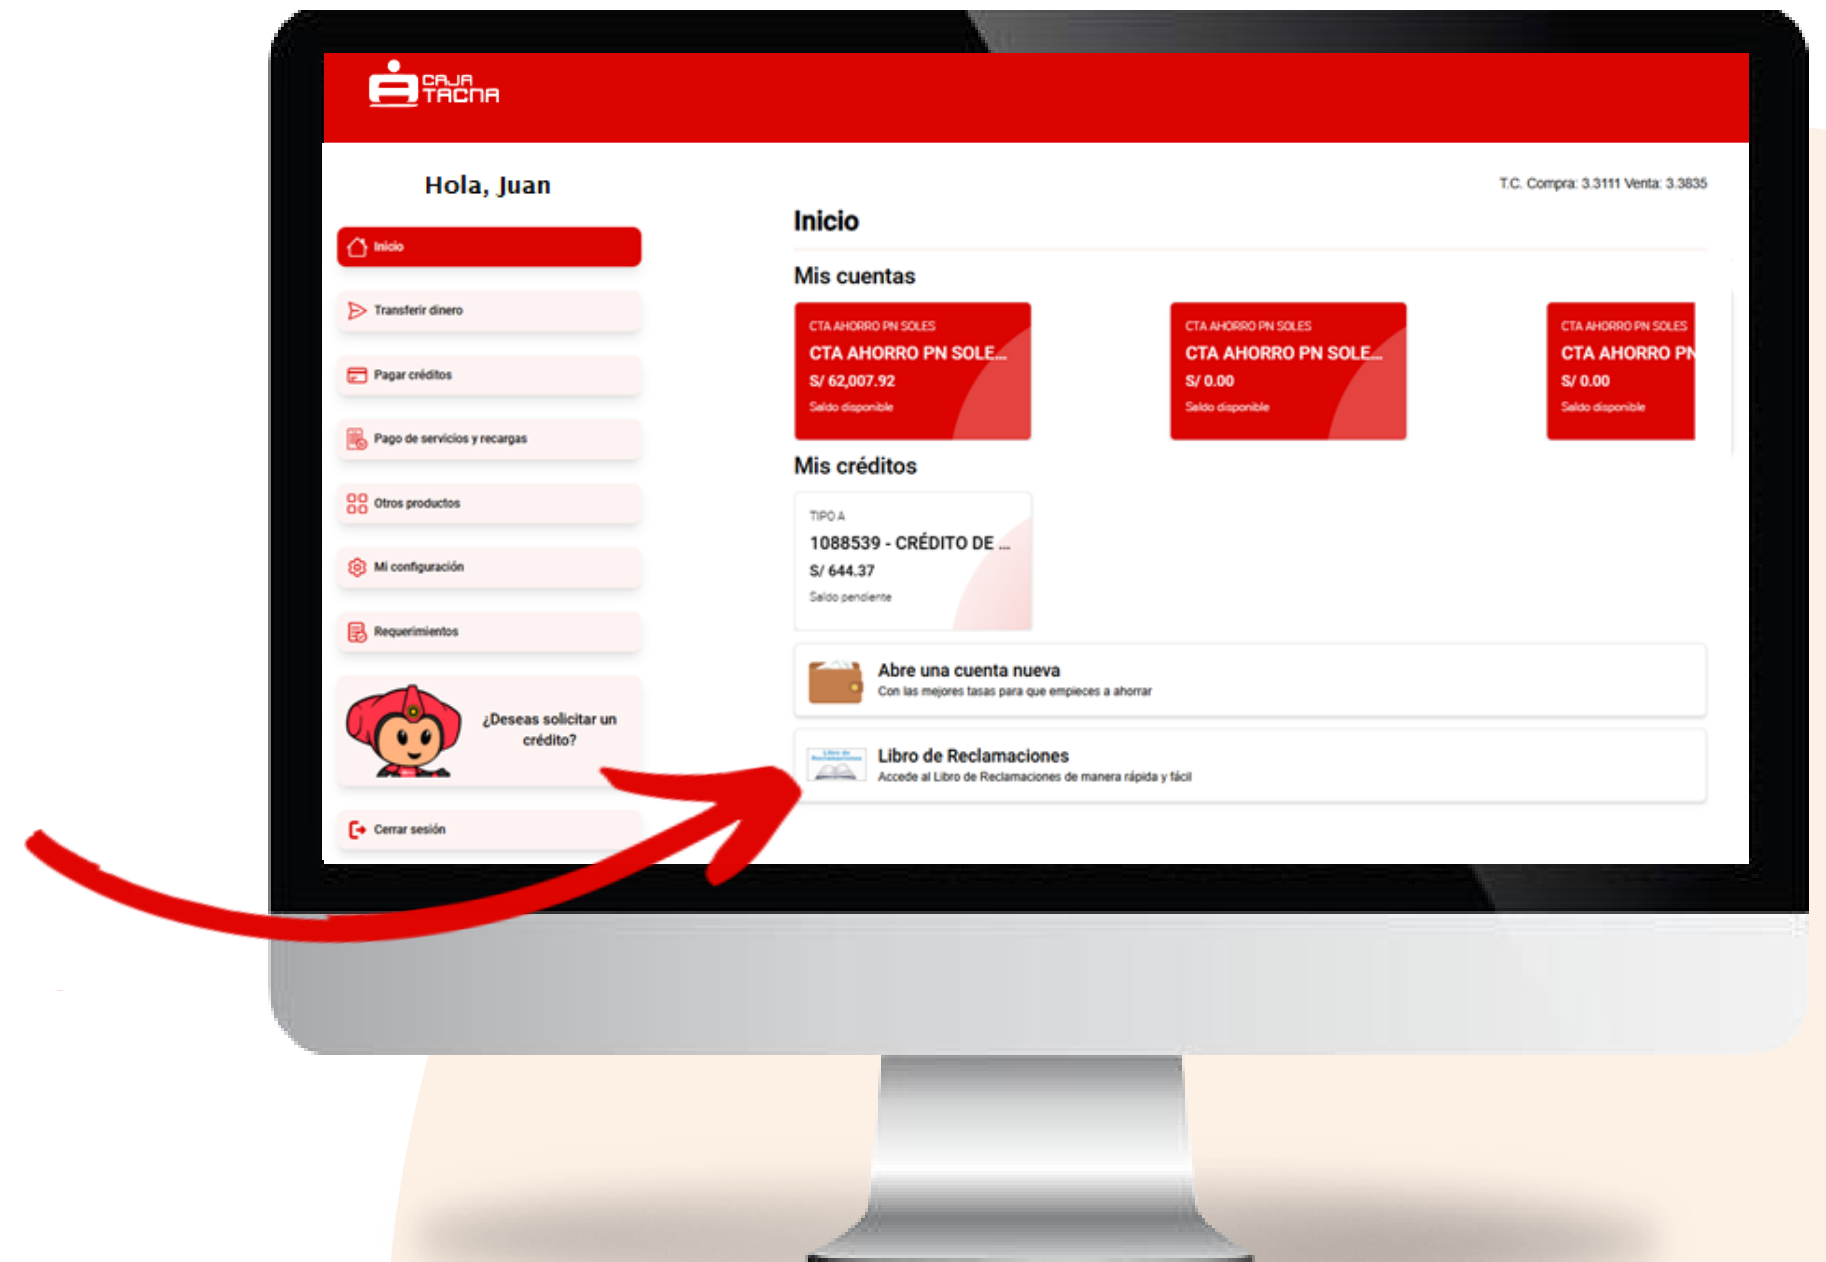 CAJA
TACNA
Hola, Juan
T.C. Compra: 3.3111 Venta: 3.3835
Inicio
Transferir dinero
Pagar créditos
Pago de servicios y recargas
Otros productos
Mi configuración
Requerimientos
¿Deseas solicitar un
crédito?
Cerrar sesión
Inicio
Mis cuentas
CTA AHORRO PN SOLES
CTA AHORRO PN SOLE...
S/ 62,007.92
Saldo disponible
CTA AHORRO PN SOLES
CTA AHORRO PN SOLE...
S/ 0.00
Saldo disponible
CTA AHORRO PN SOLES
CTA AHORRO PN
S/ 0.00
Saldo disponible
Mis créditos
TIPO A
1088539 - CRÉDITO DE ...
S/ 644.37
Saldo pendiente
Abre una cuenta nueva
Con las mejores tasas para que empieces a ahorrar
Libro de
Reclamaciones
Libro de Reclamaciones
Accede al Libro de Reclamaciones de manera rápida y fácil